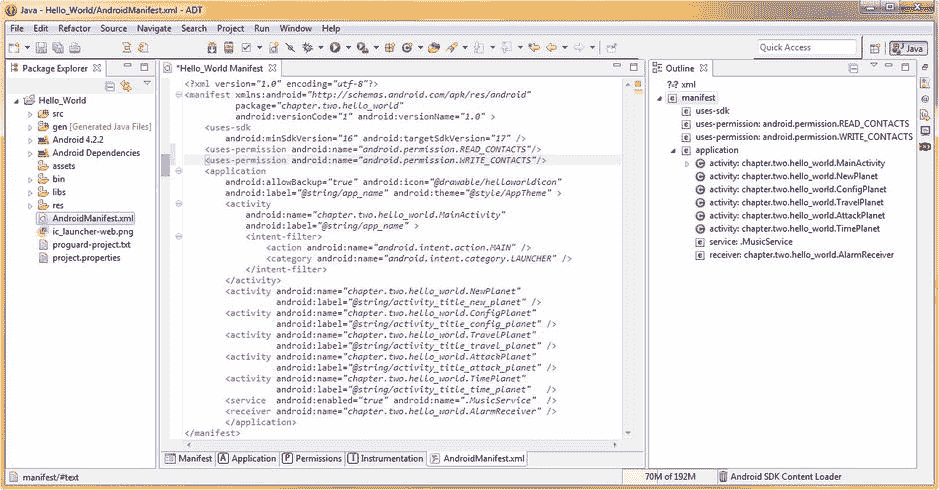 Java - Hello_World/AndroidManifest.xml - ADT
File Edit Refactor Source Navigate Search Project Run Window Help
Quick Access
Java
Package Explorer
Hello_World
src
gen [Generated Java Files]
Android 4.2.2
Android Dependencies
assets
bin
libs
res
AndroidManifest.xml
ic_launcher-web.png
proguard-project.txt
project.properties
*Hello_World Manifest
<?xml version="1.0" encoding="utf-8"?>
<manifest xmlns:android="http://schemas.android.com/apk/res/android"
package="chapter.two.hello_world"
android:versionCode="1" android:versionName="1.0" >
<uses-sdk
android:minSdkVersion="16" android:targetSdkVersion="17" />
<uses-permission android:name="android.permission.READ_CONTACTS"/>
<uses-permission android:name="android.permission.WRITE_CONTACTS"/>
<application
android:allowBackup="true" android:icon="@drawable/helloworldicon"
android:label="@string/app_name" android:theme="@style/AppTheme" >
<activity
android:name="chapter.two.hello_world.MainActivity"
android:label="@string/app_name" >
<intent-filter>
<action android:name="android.intent.action.MAIN" />
<category android:name="android.intent.category.LAUNCHER" />
</intent-filter>
</activity>
<activity android:name="chapter.two.hello_world.NewPlanet"
android:label="@string/activity_title_new_planet" />
<activity android:name="chapter.two.hello_world.ConfigPlanet"
android:label="@string/activity_title_config_planet" />
<activity android:name="chapter.two.hello_world.TravelPlanet"
android:label="@string/activity_title_travel_planet" />
<activity android:name="chapter.two.hello_world.AttackPlanet"
android:label="@string/activity_title_attack_planet" />
<activity android:name="chapter.two.hello_world.TimePlanet"
android:label="@string/activity_title_time_planet" />
<service android:enabled="true" android:name=".MusicService" />
<receiver android:name="chapter.two.hello_world.AlarmReceiver" />
</application>
</manifest>
Manifest Application Permissions Instrumentation AndroidManifest.xml
Outline
?? xml
manifest
uses-sdk
uses-permission: android.permission.READ_CONTACTS
uses-permission: android.permission.WRITE_CONTACTS
application
activity: chapter.two.hello_world.MainActivity
activity: chapter.two.hello_world.NewPlanet
activity: chapter.two.hello_world.ConfigPlanet
activity: chapter.two.hello_world.TravelPlanet
activity: chapter.two.hello_world.AttackPlanet
activity: chapter.two.hello_world.TimePlanet
service: .MusicService
receiver: chapter.two.hello_world.AlarmReceiver
manifest/#text
70M of 192M
Android SDK Content Loader